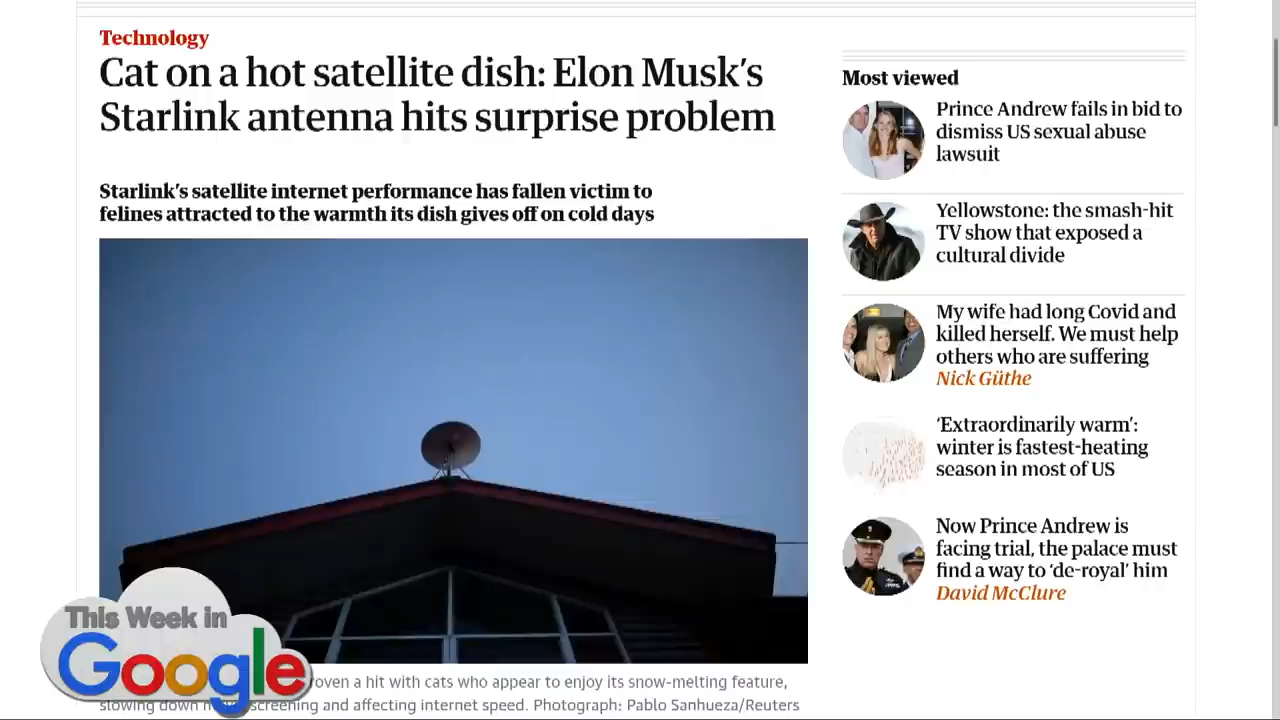 Technology
Cat on a hot satellite dish: Elon Musk's
Starlink antenna hits surprise problem
Starlink's satellite internet performance has fallen victim to
felines attracted to the warmth its dish gives off on cold days
oven a hit with cats who appear to enjoy its snow-melting feature,
slowing down screening and affecting internet speed. Photograph: Pablo Sanhueza/Reuters
Most viewed
Prince Andrew fails in bid to
dismiss US sexual abuse
lawsuit
Yellowstone: the smash-hit
TV show that exposed a
cultural divide
My wife had long Covid and
killed herself. We must help
others who are suffering
Nick Güthe
'Extraordinarily warm':
winter is fastest-heating
season in most of US
Now Prince Andrew is
facing trial, the palace must
find a way to 'de-royal' him
David McClure
This Week in
Google